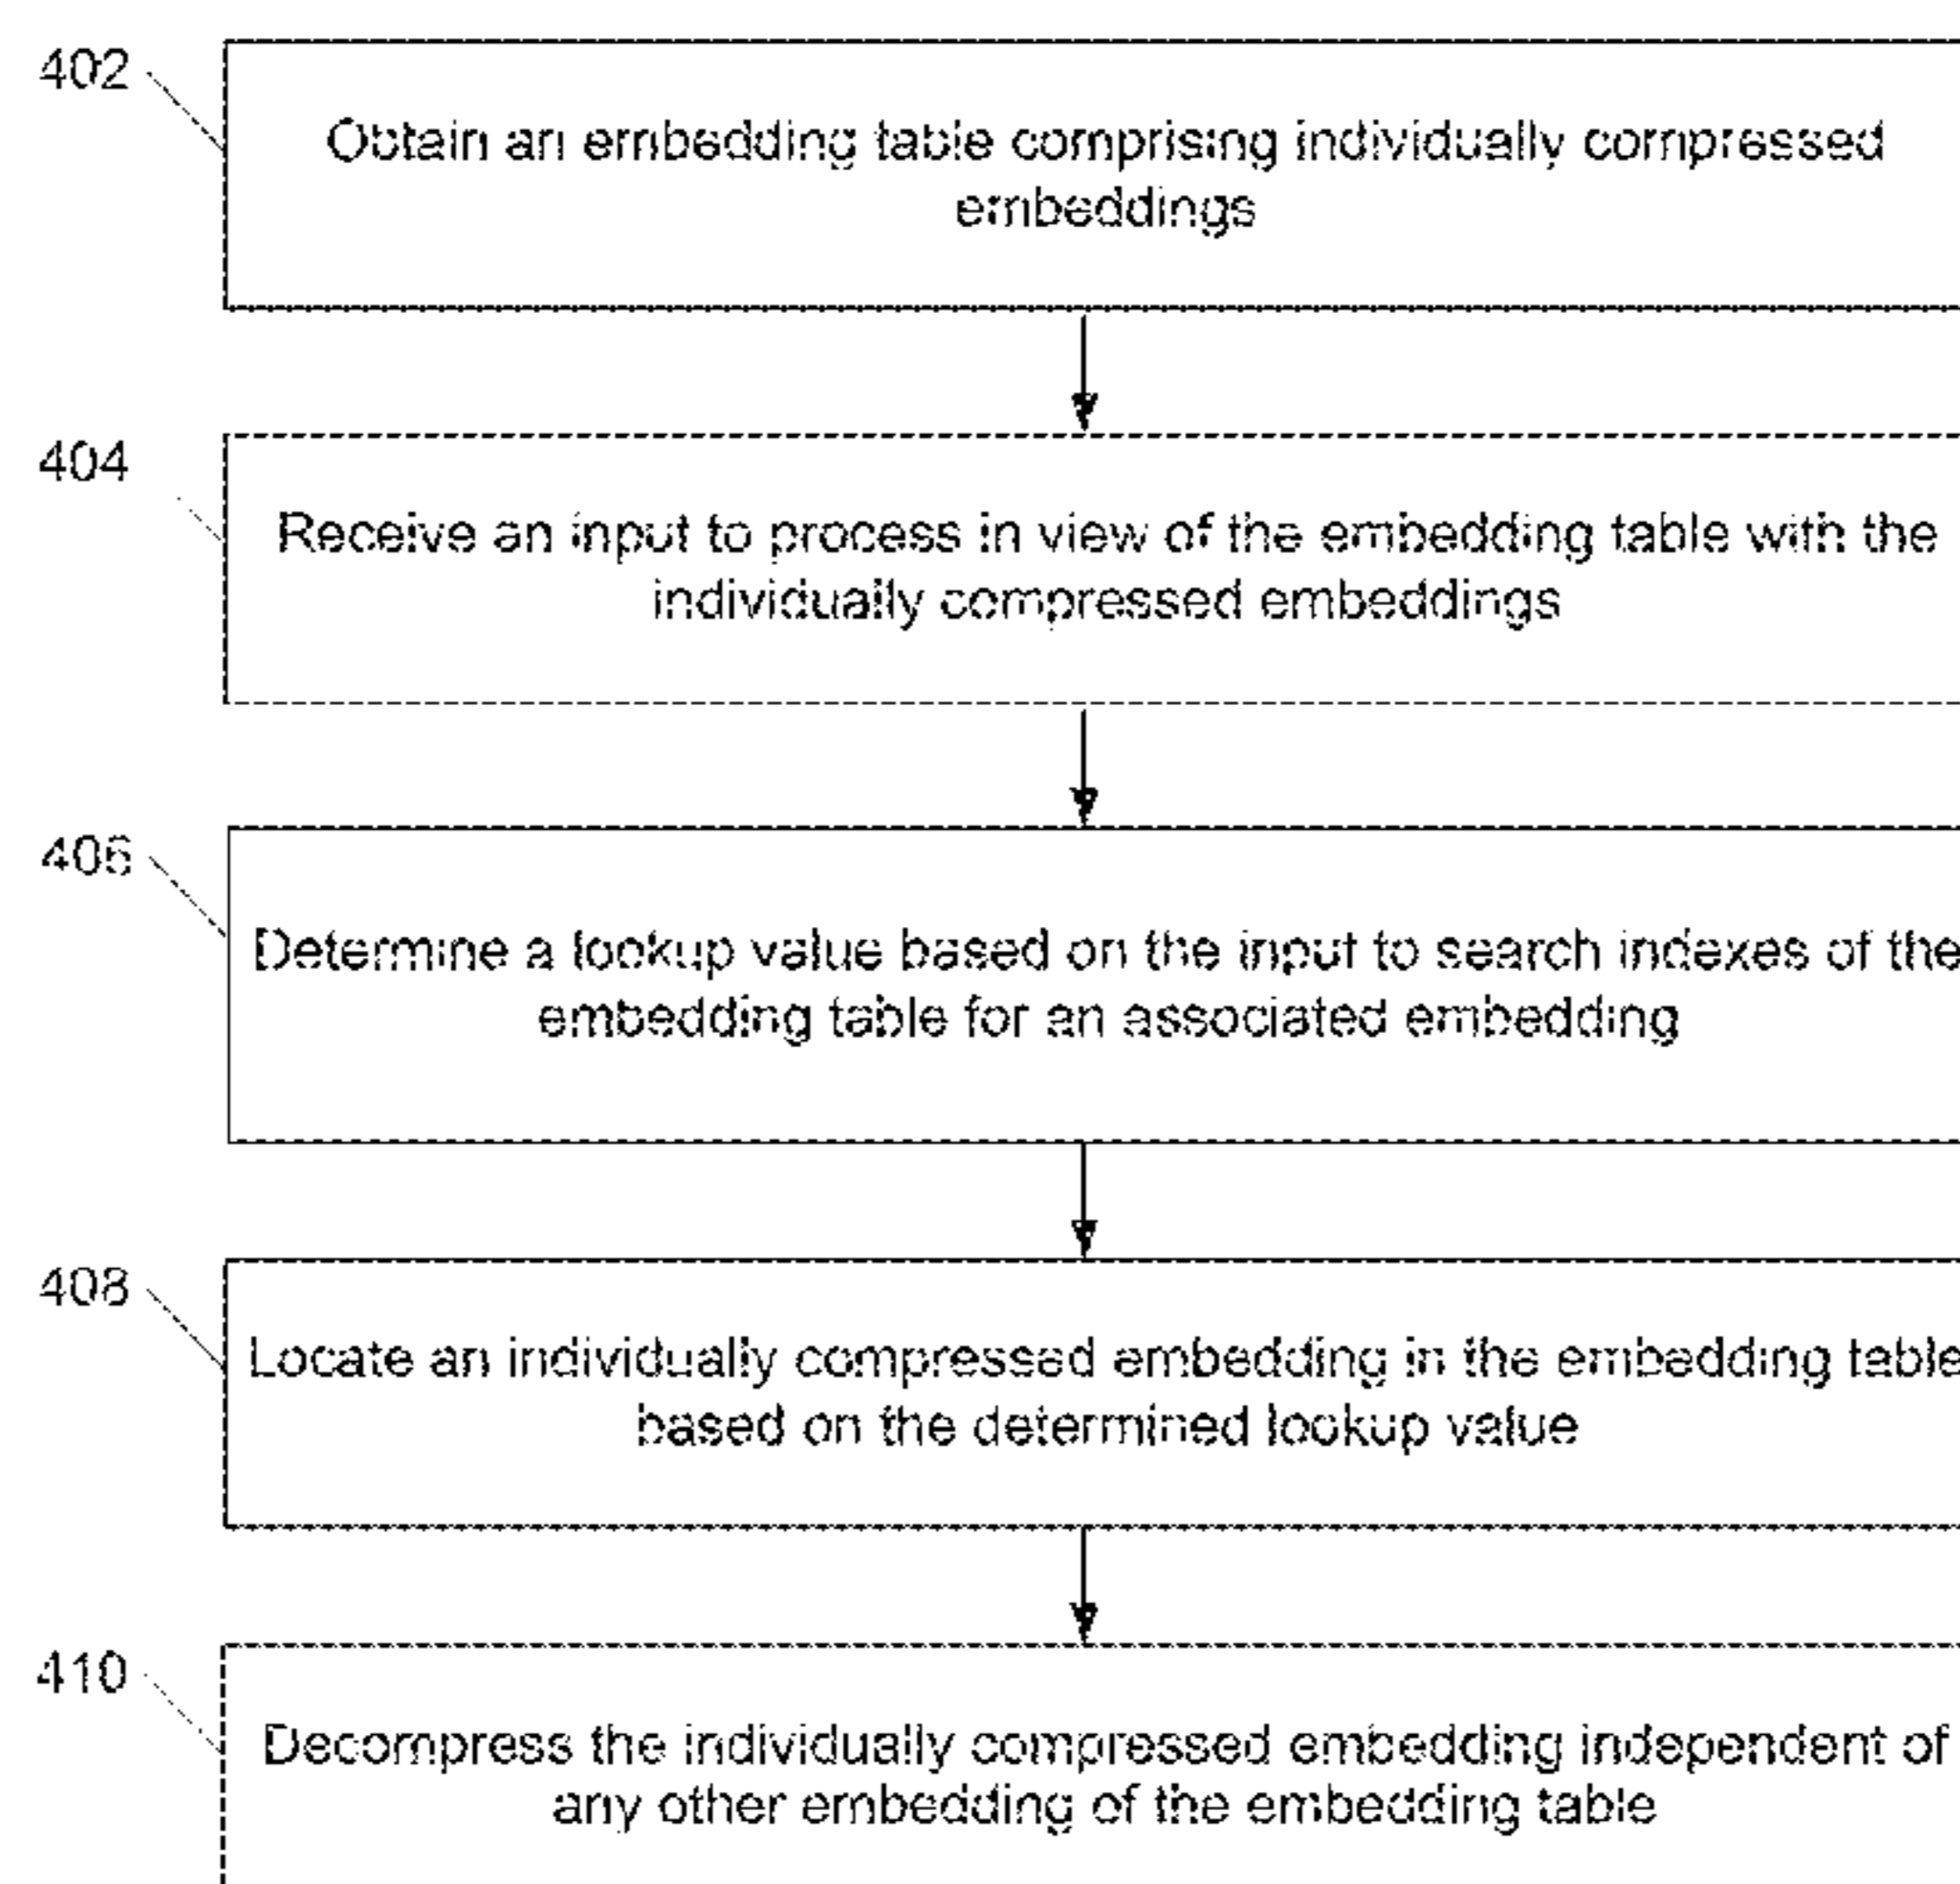 402
Obtain an embedding table comprising individually compressed
embeddings
404
Receive an input to process in view of the embedding table with the
individually compressed embeddings
406
Determine a lookup value based on the input to search indexes of the
embedding table for an associated embedding
408
Locate an individually compressed embedding in the embedding table
based on the determined lookup value
410
Decompress the individually compressed embedding independent of
any other embedding of the embedding table